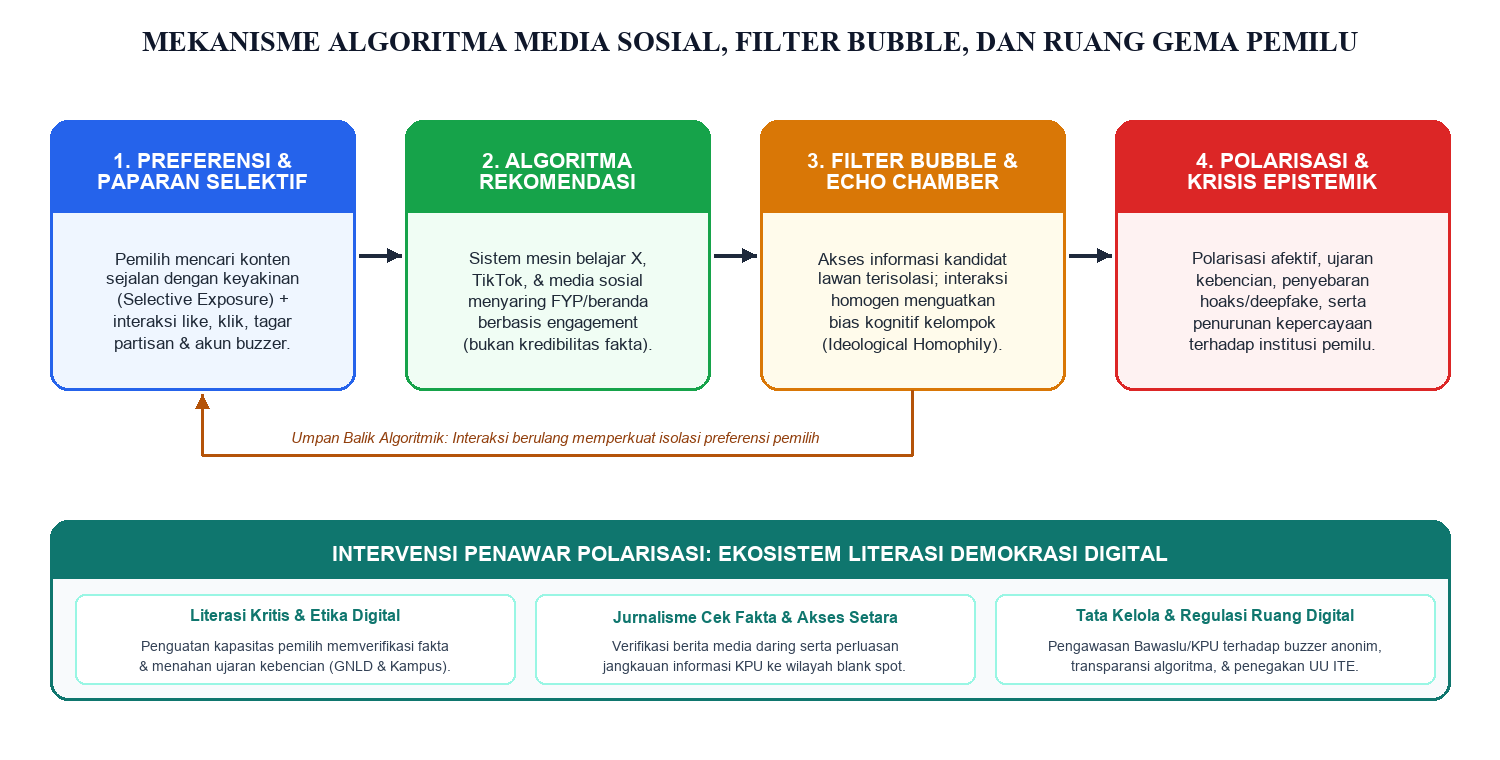 MEKANISME ALGORITMA MEDIA SOSIAL, FILTER BUBBLE, DAN RUANG GEMA PEMILU
1. PREFERENSI &
PAPARAN SELEKTIF
Pemilih mencari konten
sejalan dengan keyakinan
(Selective Exposure) +
interaksi like, klik, tagar
partisan & akun buzzer.
2. ALGORITMA
REKOMENDASI
Sistem mesin belajar X,
TikTok, & media sosial
menyaring FYP/beranda
berbasis engagement
(bukan kredibilitas fakta).
3. FILTER BUBBLE &
ECHO CHAMBER
Akses informasi kandidat
lawan terisolasi; interaksi
homogen menguatkan
bias kognitif kelompok
(Ideological Homophily).
4. POLARISASI &
KRISIS EPISTEMIK
Polarisasi afektif, ujaran
kebencian, penyebaran
hoaks/deepfake, serta
penurunan kepercayaan
terhadap institusi pemilu.
Umpan Balik Algoritmik: Interaksi berulang memperkuat isolasi preferensi pemilih
INTERVENSI PENAWAR POLARISASI: EKOSISTEM LITERASI DEMOKRASI DIGITAL
Literasi Kritis & Etika Digital
Penguatan kapasitas pemilih memverifikasi fakta
& menahan ujaran kebencian (GNLD & Kampus).
Jurnalisme Cek Fakta & Akses Setara
Verifikasi berita media daring serta perluasan
jangkauan informasi KPU ke wilayah blank spot.
Tata Kelola & Regulasi Ruang Digital
Pengawasan Bawaslu/KPU terhadap buzzer anonim,
transparansi algoritma, & penegakan UU ITE.